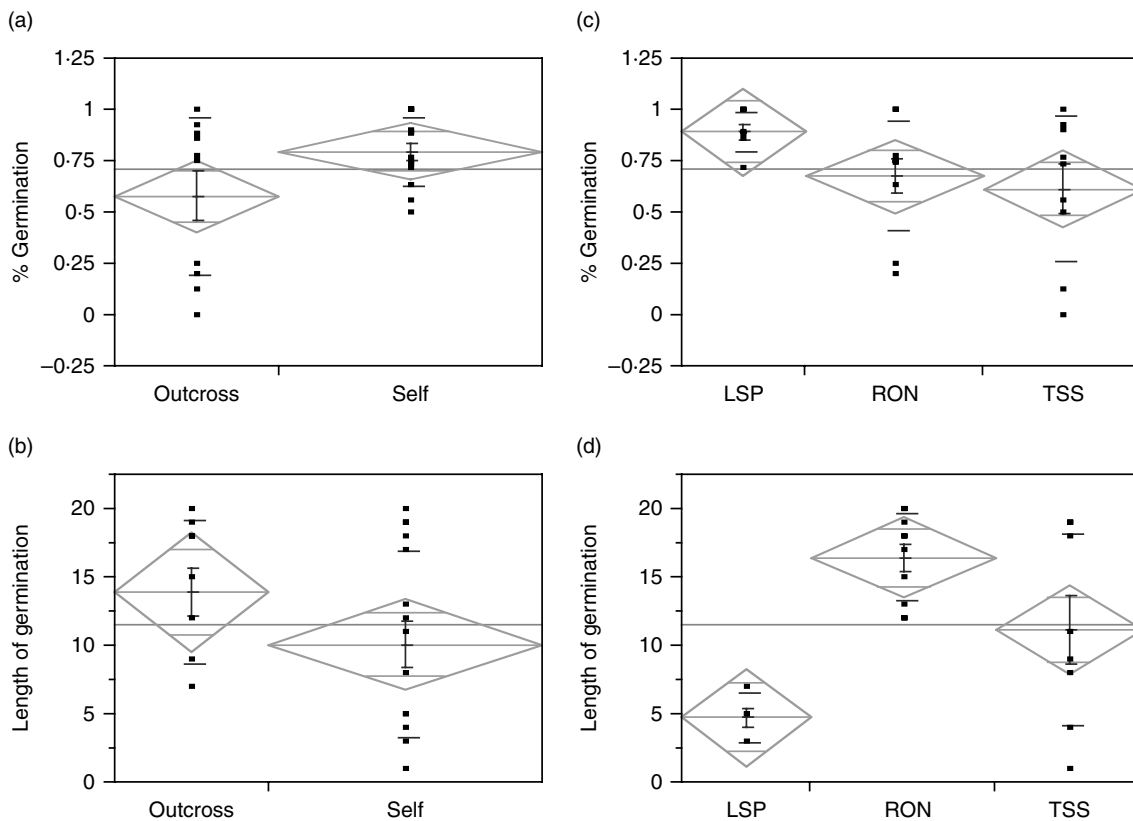 (a)
1·25
1
0·75
0·5
0·25
0
–0·25
% Germination
Outcross Self
(c)
1·25
1
0·75
0·5
0·25
0
–0·25
% Germination
LSP RON TSS
(b)
20
15
10
5
0
Length of germination
Outcross Self
(d)
20
15
10
5
0
Length of germination
LSP RON TSS